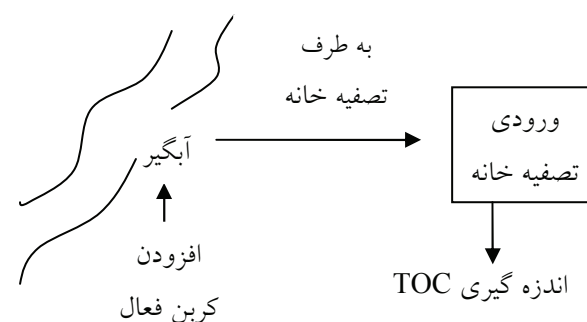 به طرف
تصفیه خانه
ورودی
تصفیه خانه
آبگیر
افزودن
کربن فعال
اندزه گیری TOC